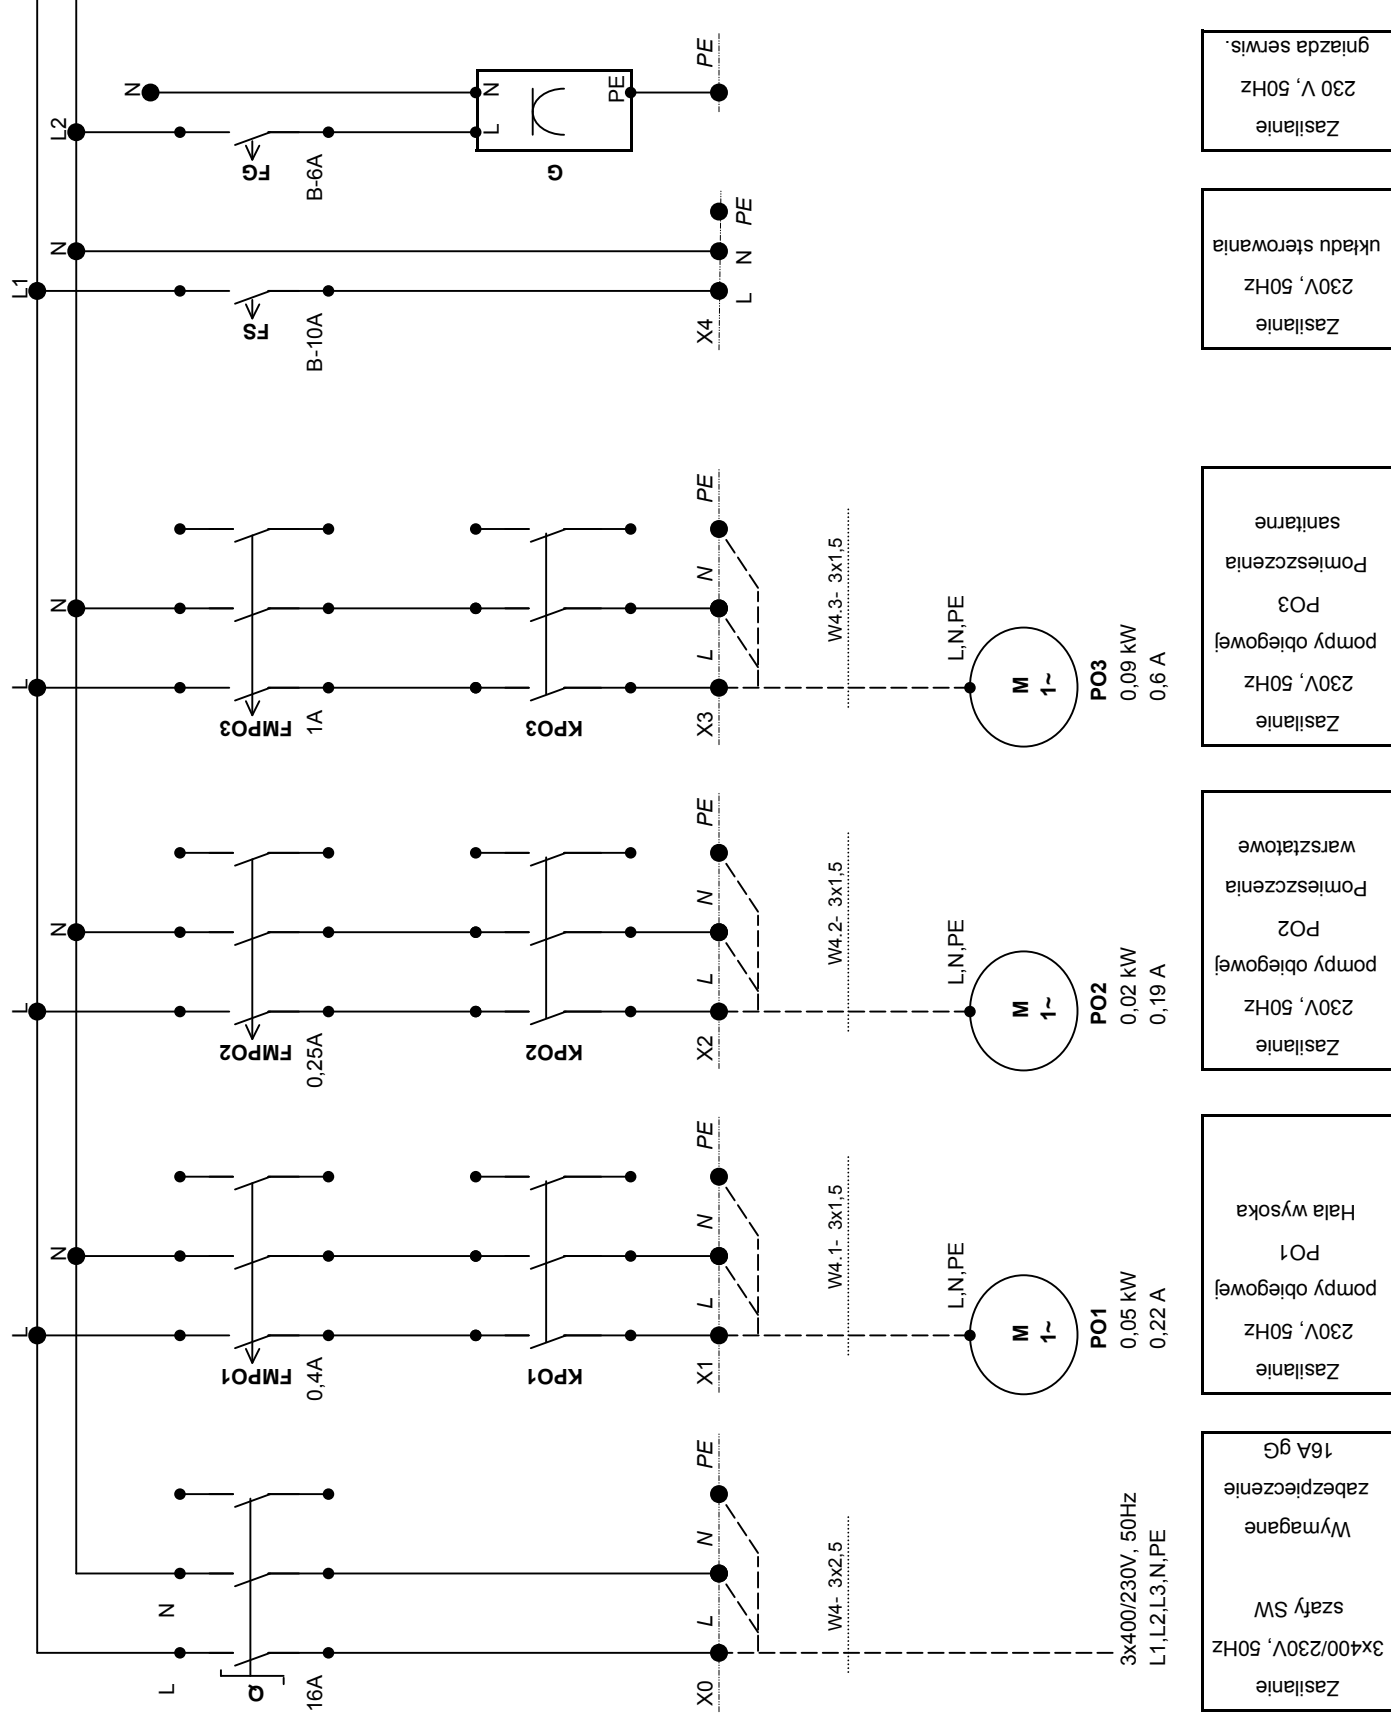 L1
N
L2
N
L
N
L
N
L
N
L
N
Q
16A
FMPO1
0,4A
FMPO2
0,25A
FMPO3
1A
FS
B-10A
FG
B-6A
KPO1
KPO2
KPO3
G
L
N
PE
X0
L
N
PE
X1
L
N
PE
X2
L
N
PE
X3
L
N
PE
X4
L
N
PE
PE
W4- 3x2,5
W4.1- 3x1,5
W4.2- 3x1,5
W4.3- 3x1,5
3x400/230V, 50Hz
L1,L2,L3,N,PE
L,N,PE
M
1~
PO1
0,05 kW
0,22 A
L,N,PE
M
1~
PO2
0,02 kW
0,19 A
L,N,PE
M
1~
PO3
0,09 kW
0,6 A
Zasilanie
3x400/230V, 50Hz
szafy SW
Wymagane
zabezpieczenie
16A gG
Zasilanie
230V, 50Hz
pompy obiegowej
PO1
Hala wysoka
Zasilanie
230V, 50Hz
pompy obiegowej
PO2
Pomieszczenia
warsztatowe
Zasilanie
230V, 50Hz
pompy obiegowej
PO3
Pomieszczenia
sanitarne
Zasilanie
230V, 50Hz
układu sterowania
Zasilanie
230 V, 50Hz
gniazda serwis.